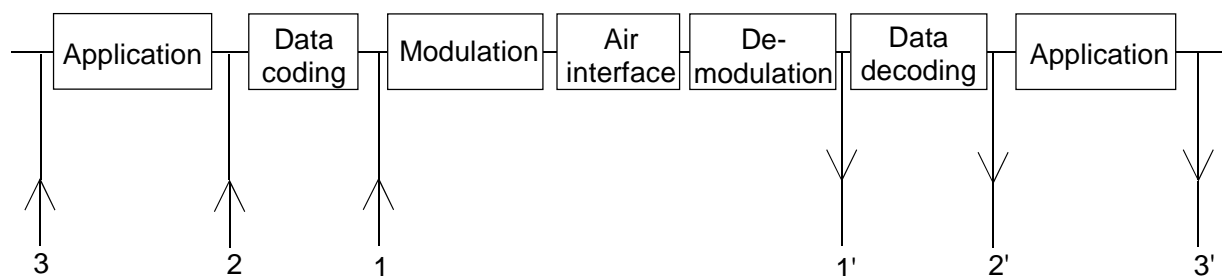 Application
Data
coding
Modulation
Air
interface
De-
modulation
Data
decoding
Application
3
2
1
1'
2'
3'